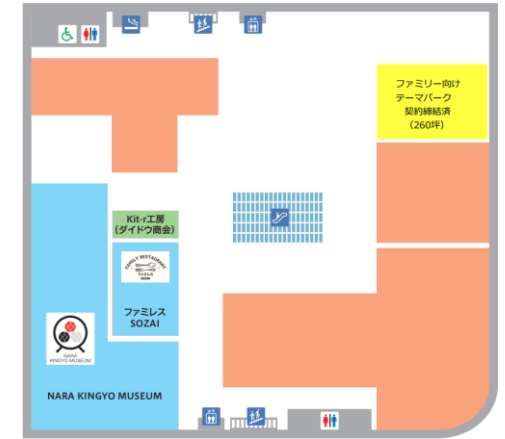 ファミリー向け
テーマパーク
契約締結済
(260坪)
Kit-r工房
(ダイドウ商会)
FAMILY RESTAURANT
ファミレス
SOZAI
NARA
KINGYO MUSEUM
NARA KINGYO MUSEUM